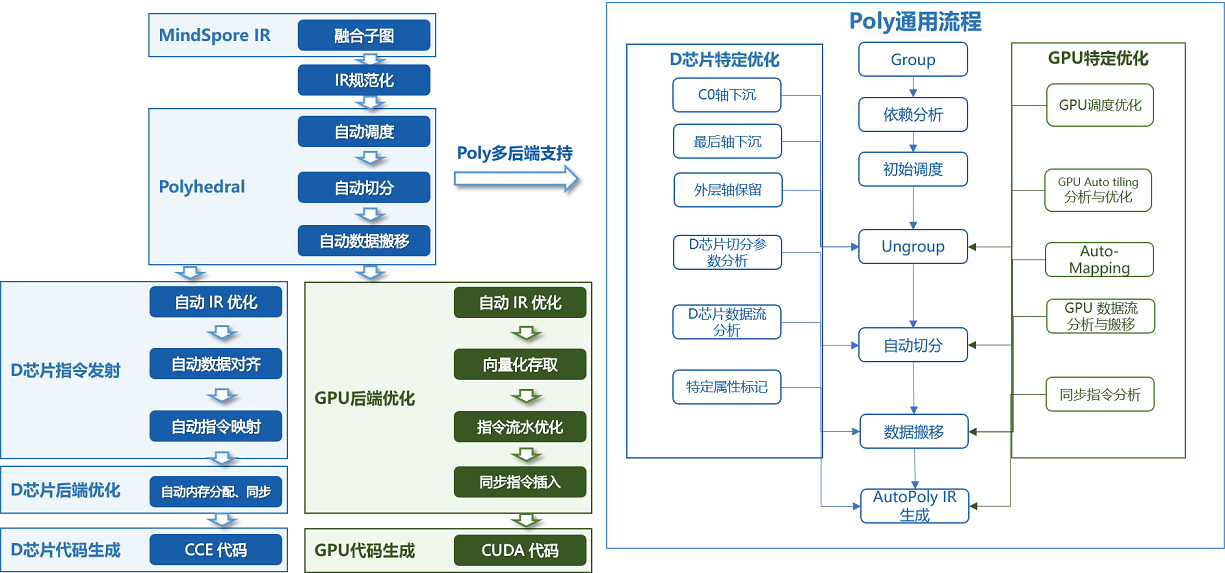 MindSpore IR
融合子图
IR规范化
Polyhedral
自动调度
自动切分
自动数据搬移
D芯片指令发射
自动 IR 优化
自动数据对齐
自动指令映射
D芯片后端优化
自动内存分配、同步
D芯片代码生成
CCE 代码
GPU后端优化
自动 IR 优化
向量化存取
指令流水优化
同步指令插入
GPU代码生成
CUDA 代码
Poly多后端支持
Poly通用流程
D芯片特定优化
C0轴下沉
最后轴下沉
外层轴保留
D芯片切分参
数分析
D芯片数据流
分析
特定属性标记
Group
依赖分析
初始调度
Ungroup
自动切分
数据搬移
AutoPoly IR
生成
GPU特定优化
GPU调度优化
GPU Auto tiling
分析与优化
Auto-
Mapping
GPU 数据流
分析与搬移
同步指令分析